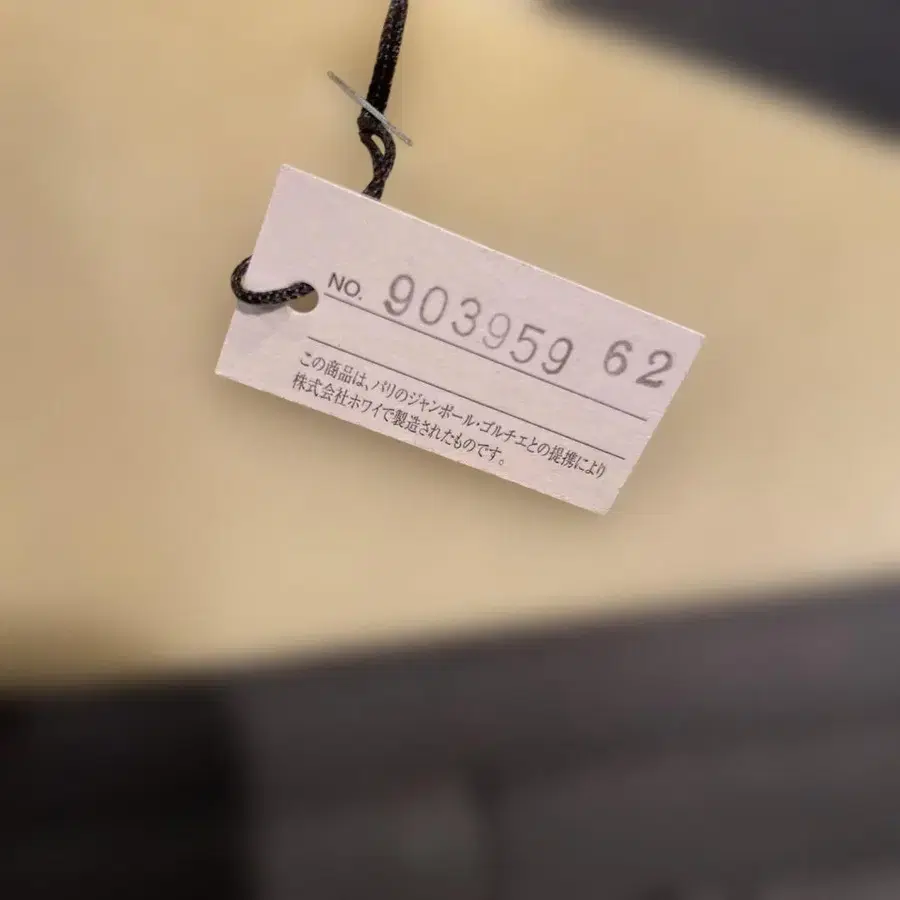 NO. 903959 62
この商品は、パリのジャンポール・ゴルチエとの提携により
株式会社ホワイで製造されたものです。